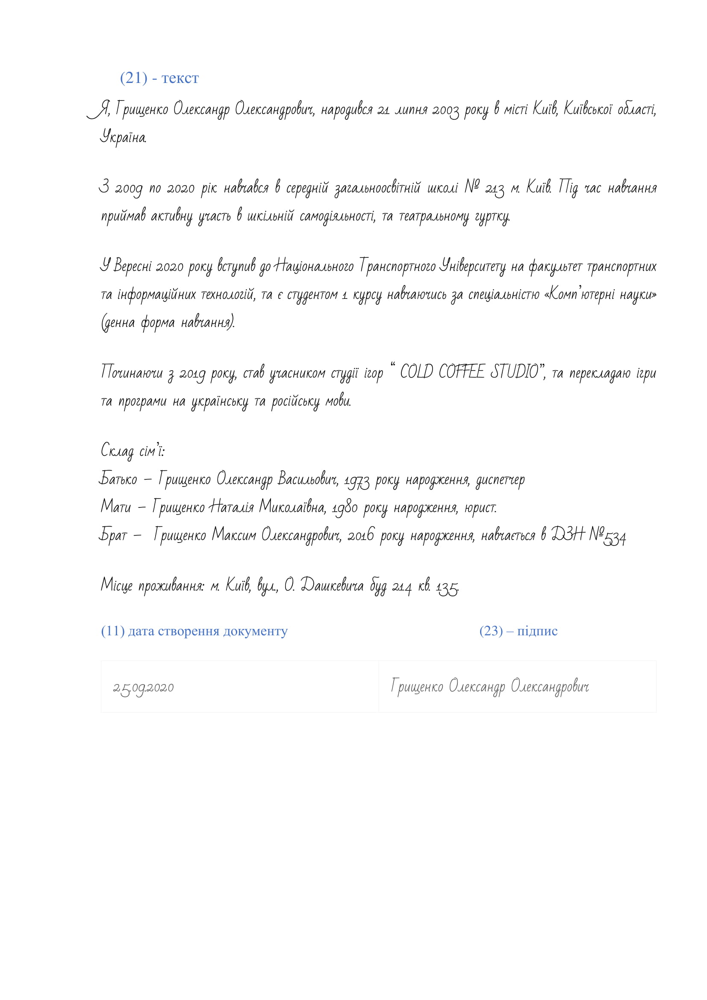 (21) - текст
Я, Грищенко Олександр Олександрович, народився 21 липня 2003 року в місті Київ, Київської області,
Україна.
З 2009 по 2020 рік навчався в середній загальноосвітній школі № 213 м. Київ. Під час навчання
приймав активну участь в шкільній самодіяльності, та театральному гуртку.
У Вересні 2020 року вступив до Національного Транспортного Університету на факультет транспортних
та інформаційних технологій, та є студентом 1 курсу навчаючись за спеціальністю «Комп’ютерні науки»
(денна форма навчання).
Починаючи з 2019 року, став учасником студії ігор “ COLD COFFEE STUDIO”, та перекладаю ігри
та програми на українську та російську мови.
Склад сім’ї:
Батько – Грищенко Олександр Васильович, 1973 року народження, диспетчер
Мати – Грищенко Наталія Миколаївна, 1980 року народження, юрист.
Брат – Грищенко Максим Олександрович, 2016 року народження, навчається в ДЗН №534
Місце проживання: м. Київ, вул., О. Дашкевича буд 214 кв. 135.
(11) дата створення документу (23) – підпис
25.09.2020 Грищенко Олександр Олександрович